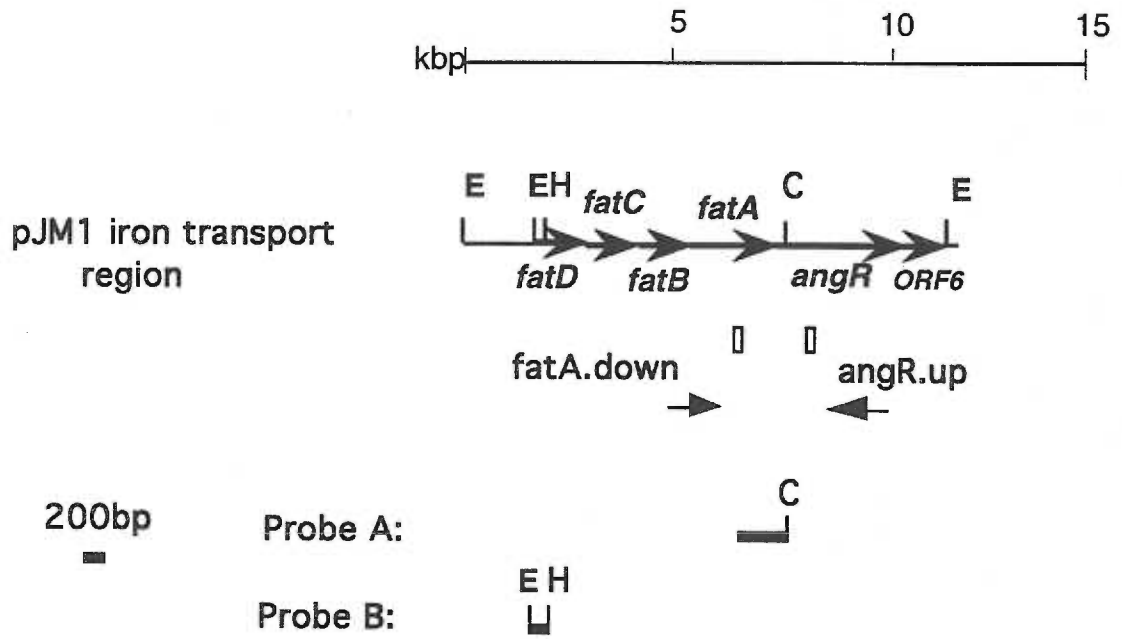 5 10 15
kbp
E EH fatC fatA C E
pJM1 iron transport
region
fatD fatB angR ORF6
fatA.down angR.up
C
200bp Probe A:
E H
Probe B: